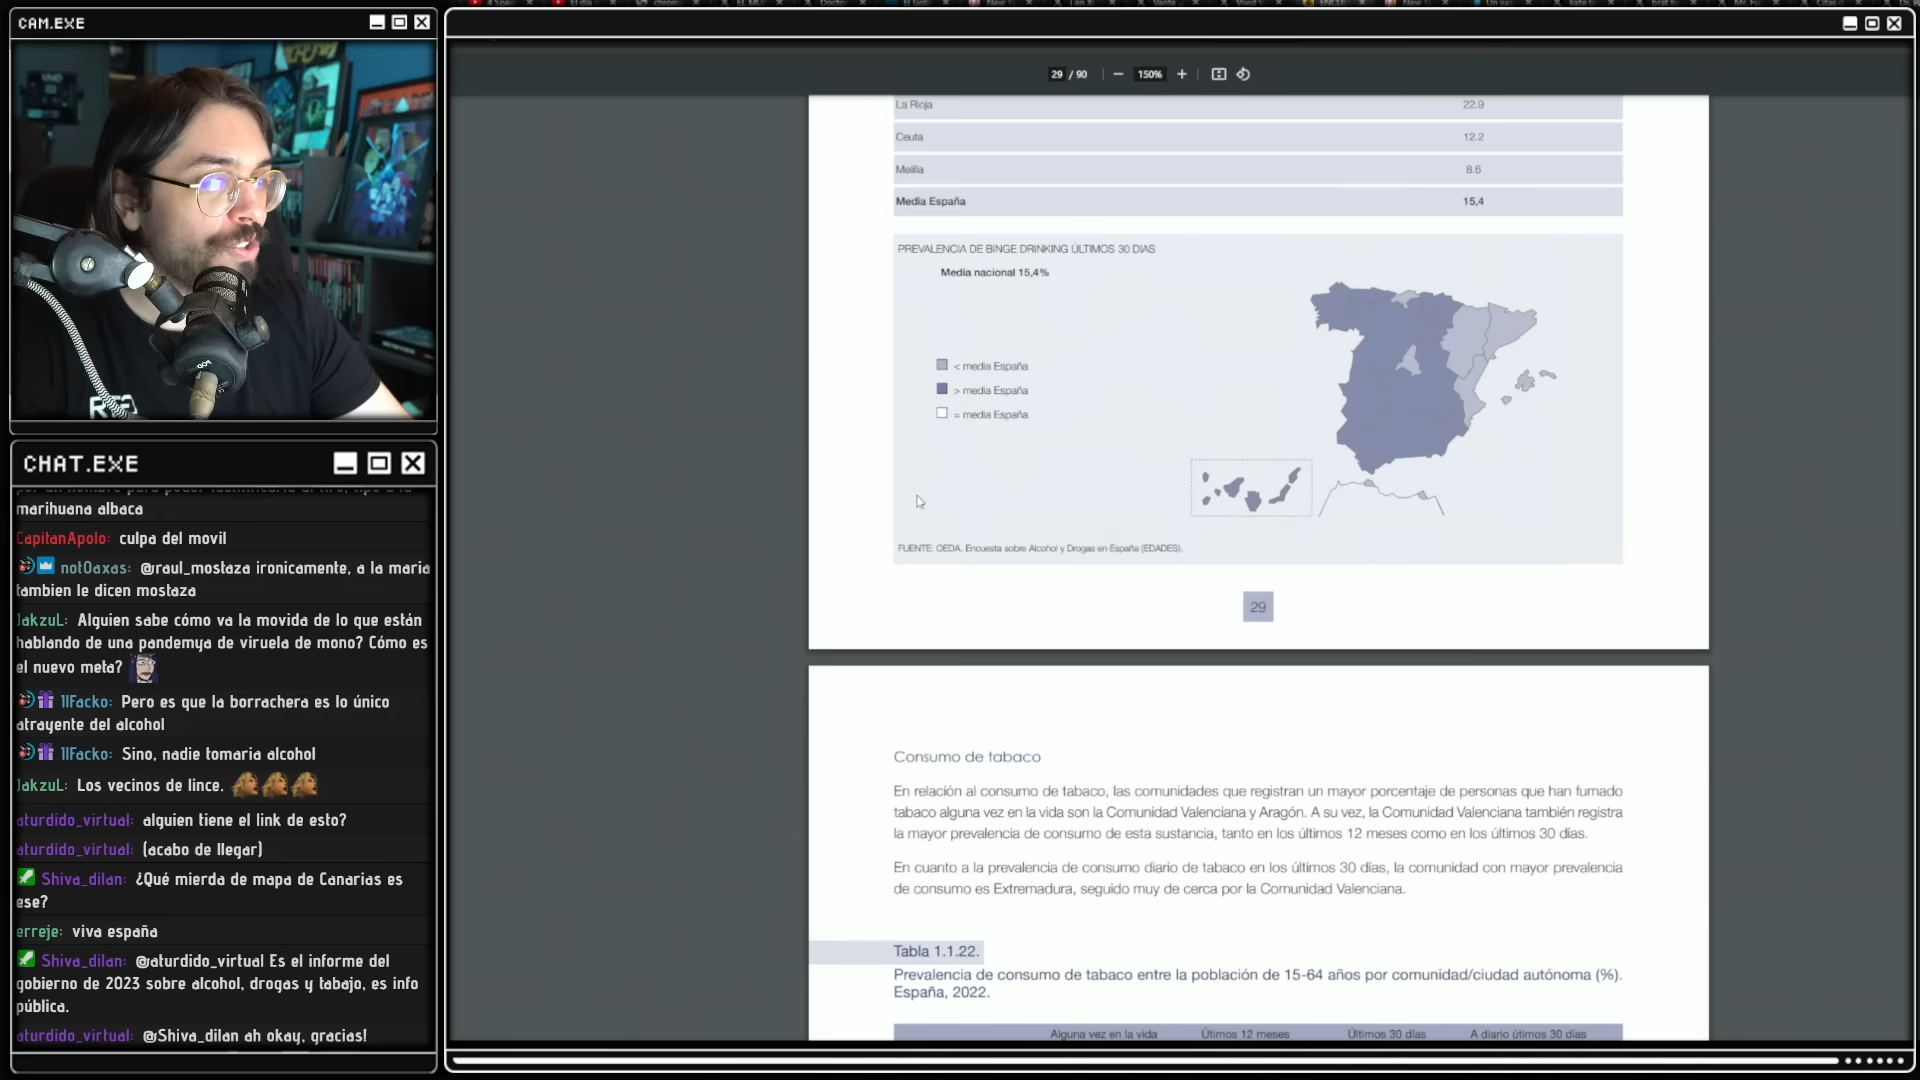 CAM.EXE
29 / 90
150%
La Rioja 22.9
Ceuta 12.2
Melilla 8.6
Media España 15,4
PREVALENCIA DE BINGE DRINKING ÚLTIMOS 30 DIAS
Media nacional 15,4%
< media España
> media España
= media España
FUENTE: OEDA. Encuesta sobre Alcohol y Drogas en España (EDADES).
29
Consumo de tabaco
En relación al consumo de tabaco, las comunidades que registran un mayor porcentaje de personas que han fumado
tabaco alguna vez en la vida son la Comunidad Valenciana y Aragón. A su vez, la Comunidad Valenciana también registra
la mayor prevalencia de consumo de esta sustancia, tanto en los últimos 12 meses como en los últimos 30 días.
En cuanto a la prevalencia de consumo diario de tabaco en los últimos 30 días, la comunidad con mayor prevalencia
de consumo es Extremadura, seguido muy de cerca por la Comunidad Valenciana.
Tabla 1.1.22.
Prevalencia de consumo de tabaco entre la población de 15-64 años por comunidad/ciudad autónoma (%).
España, 2022.
Alguna vez en la vida Útimos 12 meses Últimos 30 días A diario útimos 30 días
CHAT.EXE
marihuana albaca
CapitanApolo: culpa del movil
notOaxas: @raul_mostaza ironicamente, a la maria
tambien le dicen mostaza
JakzuL: Alguien sabe cómo va la movida de lo que están
hablando de una pandemya de viruela de mono? Cómo es
el nuevo meta?
11Facko: Pero es que la borrachera es lo único
atrayente del alcohol
11Facko: Sino, nadie tomaria alcohol
JakzuL: Los vecinos de lince.
aturdido_virtual: alguien tiene el link de esto?
aturdido_virtual: (acabo de llegar)
Shiva_dilan: ¿Qué mierda de mapa de Canarias es
ese?
erreje: viva españa
Shiva_dilan: @aturdido_virtual Es el informe del
gobierno de 2023 sobre alcohol, drogas y tabajo, es info
pública.
aturdido_virtual: @Shiva_dilan ah okay, gracias!